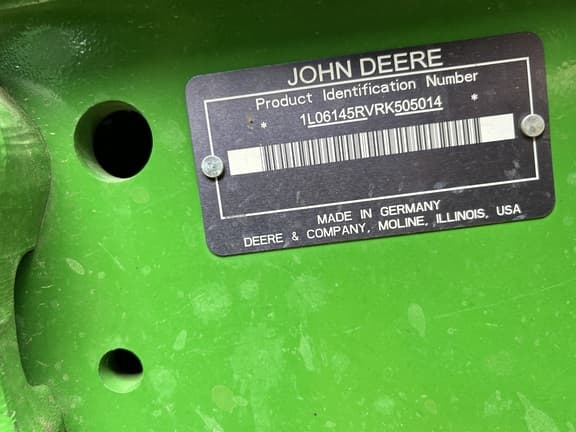 JOHN DEERE
Product Identification Number
* 1L06145RVRK505014 *
MADE IN GERMANY
DEERE & COMPANY, MOLINE, ILLINOIS, USA